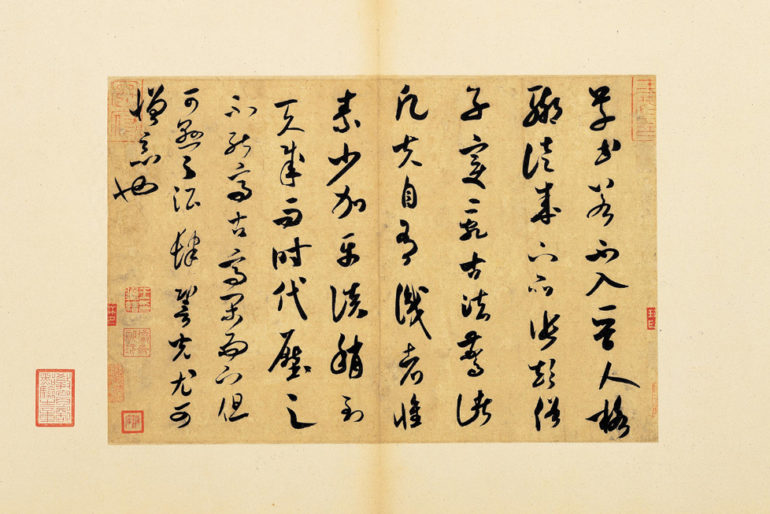 草書若不入晉人格
聊徒成下品張顛俗
子變亂古法驚諸
凡夫自有識者懷
素少加平淡稍到
天成而時代壓之
不能高古高閑而下但
可懸之酒肆䛒光尤可
憎惡也